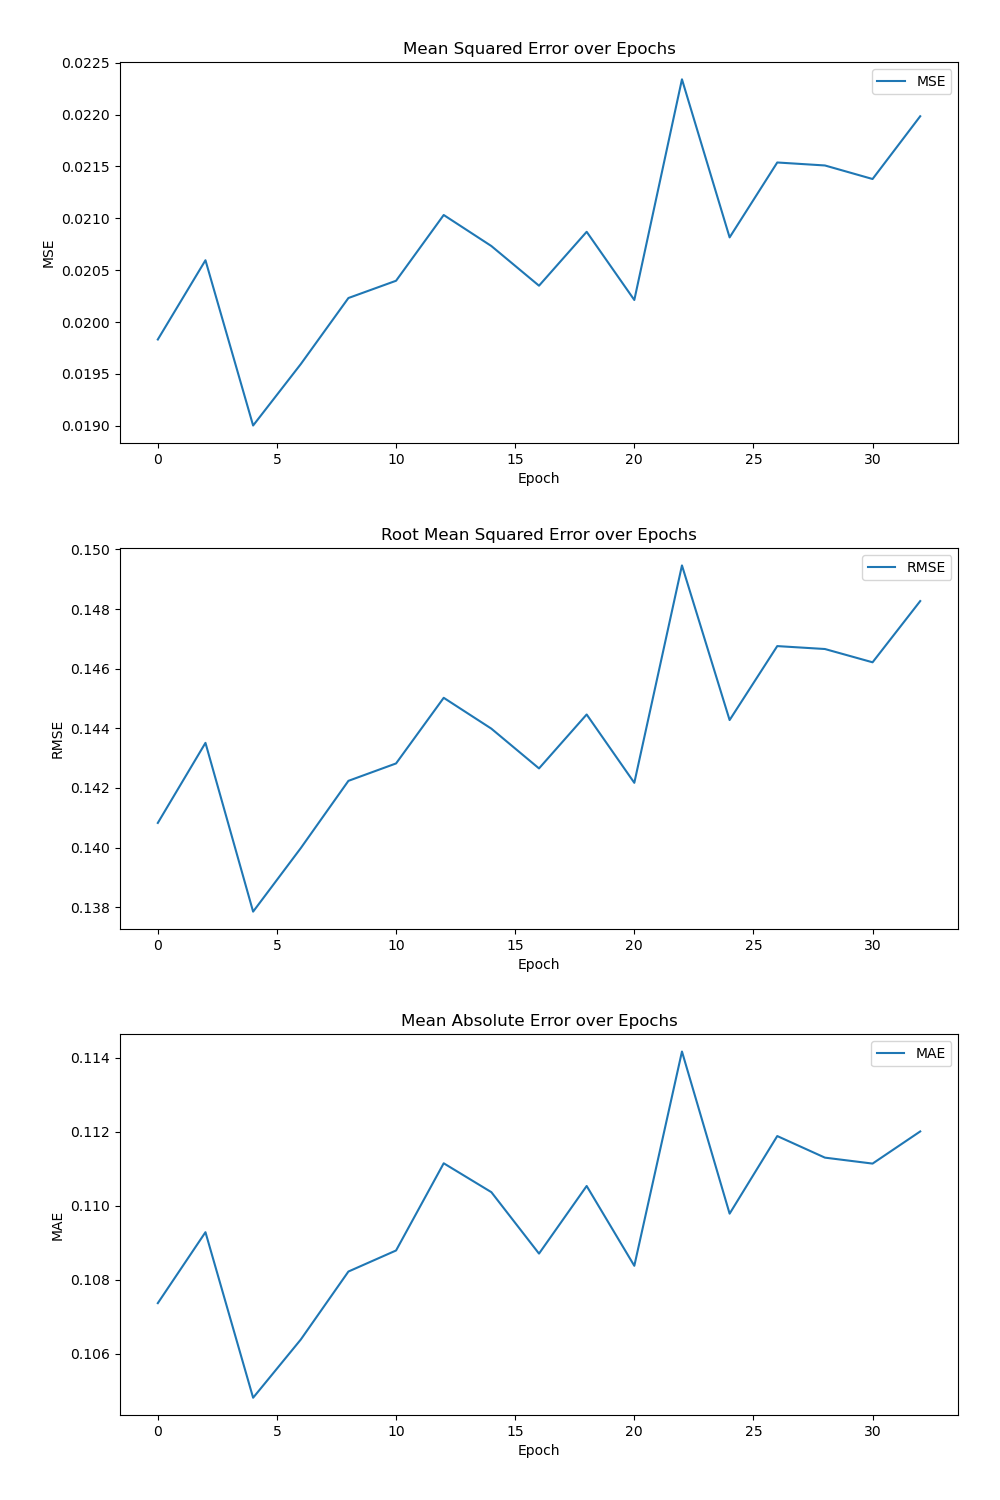 Mean Squared Error over Epochs
MSE
0.0225
0.0220
0.0215
0.0210
0.0205
0.0200
0.0195
0.0190
MSE
0 5 10 15 20 25 30
Epoch
Root Mean Squared Error over Epochs
RMSE
0.150
0.148
0.146
0.144
0.142
0.140
0.138
RMSE
0 5 10 15 20 25 30
Epoch
Mean Absolute Error over Epochs
MAE
0.114
0.112
0.110
0.108
0.106
MAE
0 5 10 15 20 25 30
Epoch